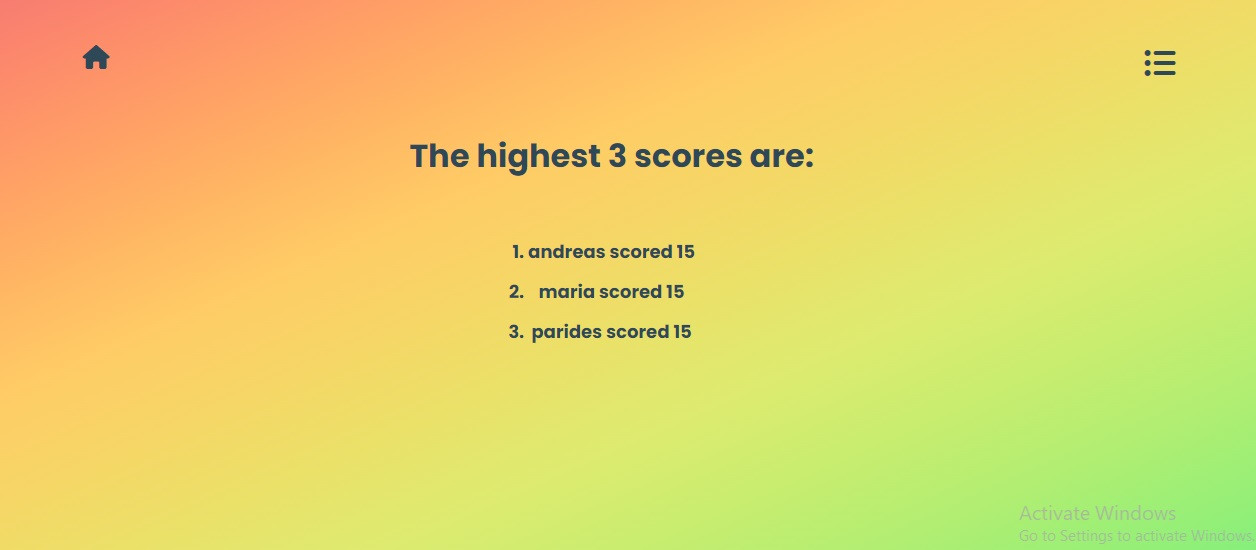 The highest 3 scores are:
1. andreas scored 15
2. maria scored 15
3. parides scored 15
Activate Windows
Go to Settings to activate Windows.